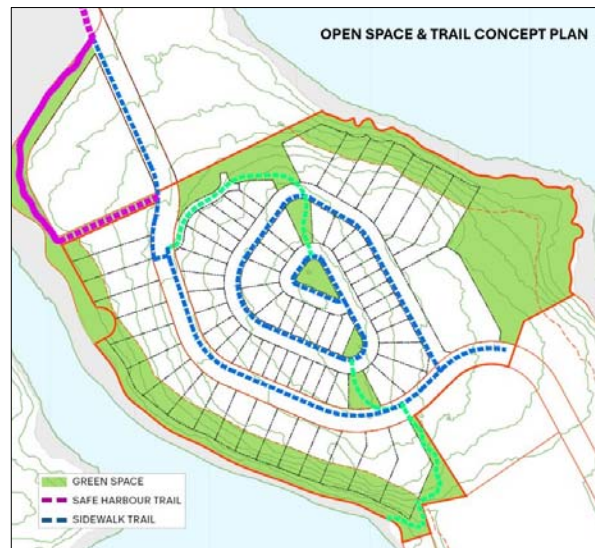 OPEN SPACE & TRAIL CONCEPT PLAN
GREEN SPACE
SAFE HARBOUR TRAIL
SIDEWALK TRAIL